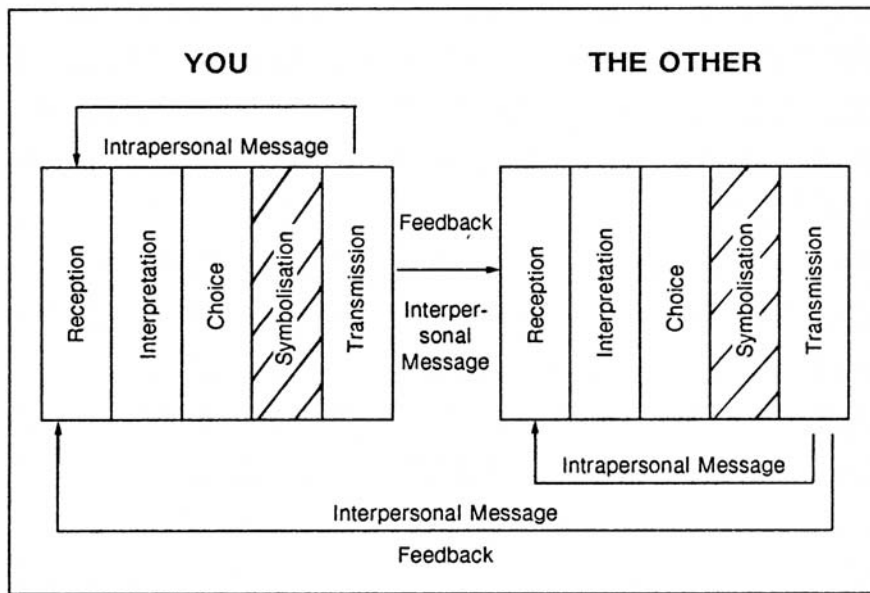 YOU
THE OTHER
Intrapersonal Message
Reception
Interpretation
Choice
Symbolisation
Transmission
Feedback
Interper-
sonal
Message
Reception
Interpretation
Choice
Symbolisation
Transmission
Intrapersonal Message
Interpersonal Message
Feedback